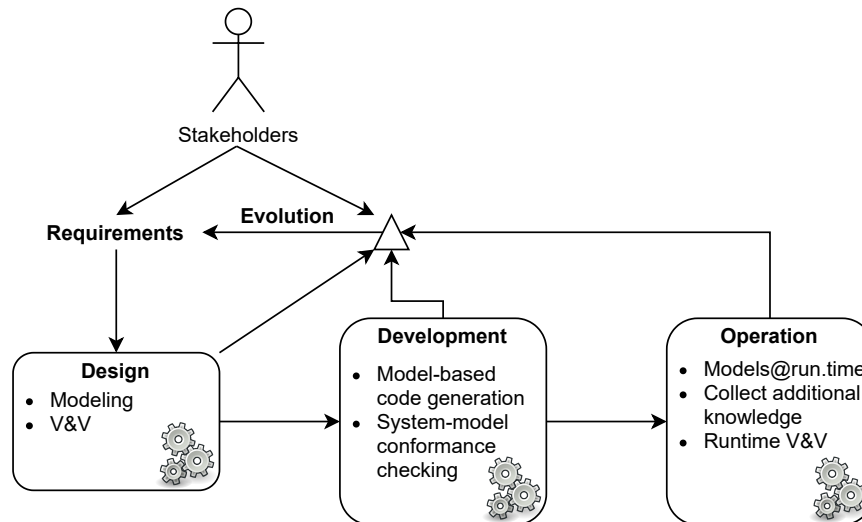 Stakeholders
Evolution
Requirements
Design
• Modeling
• V&V
Development
• Model-based
code generation
• System-model
conformance
checking
Operation
• Models@run.time
• Collect additional
knowledge
• Runtime V&V